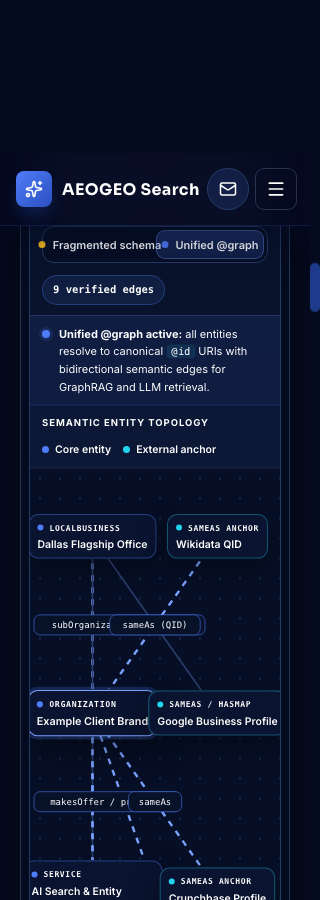 AEOGEO Search
Fragmented schema
Unified @graph
9 verified edges
Unified @graph active: all entities
resolve to canonical @id URIs with
bidirectional semantic edges for
GraphRAG and LLM retrieval.
SEMANTIC ENTITY TOPOLOGY
Core entity
External anchor
LOCALBUSINESS
Dallas Flagship Office
SAMEAS ANCHOR
Wikidata QID
sameAs (QID)
ORGANIZATION
Example Client Brand
SAMEAS / HASMAP
Google Business Profile
makesOffer /
sameAs
SERVICE
AI Search & Entity
SAMEAS ANCHOR
Crunchbase Profile